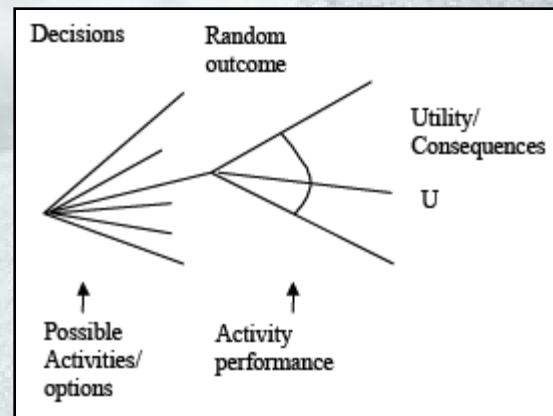 Decisions
Random
outcome
Utility/
Consequences
U
Possible
Activities/
options
Activity
performance